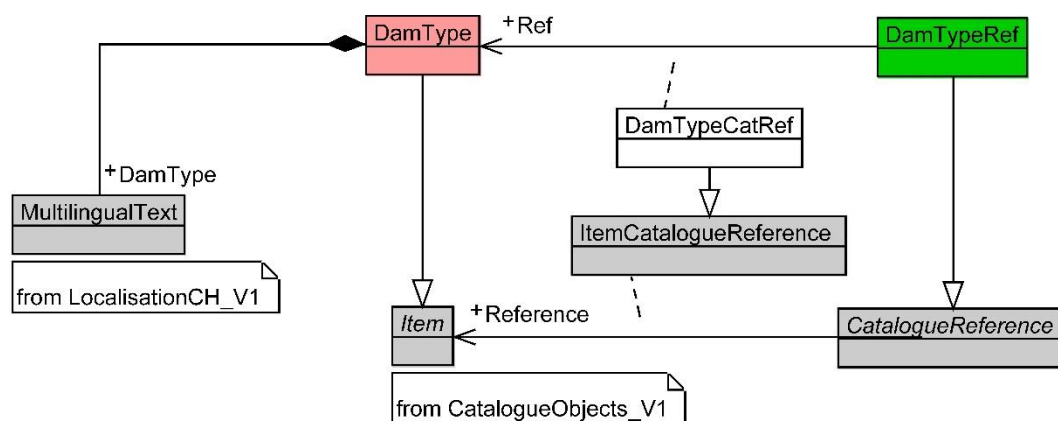 DamType
+Ref
DamTypeRef
DamTypeCatRef
+DamType
MultilingualText
ItemCatalogueReference
from LocalisationCH_V1
Item
+Reference
CatalogueReference
from CatalogueObjects_V1